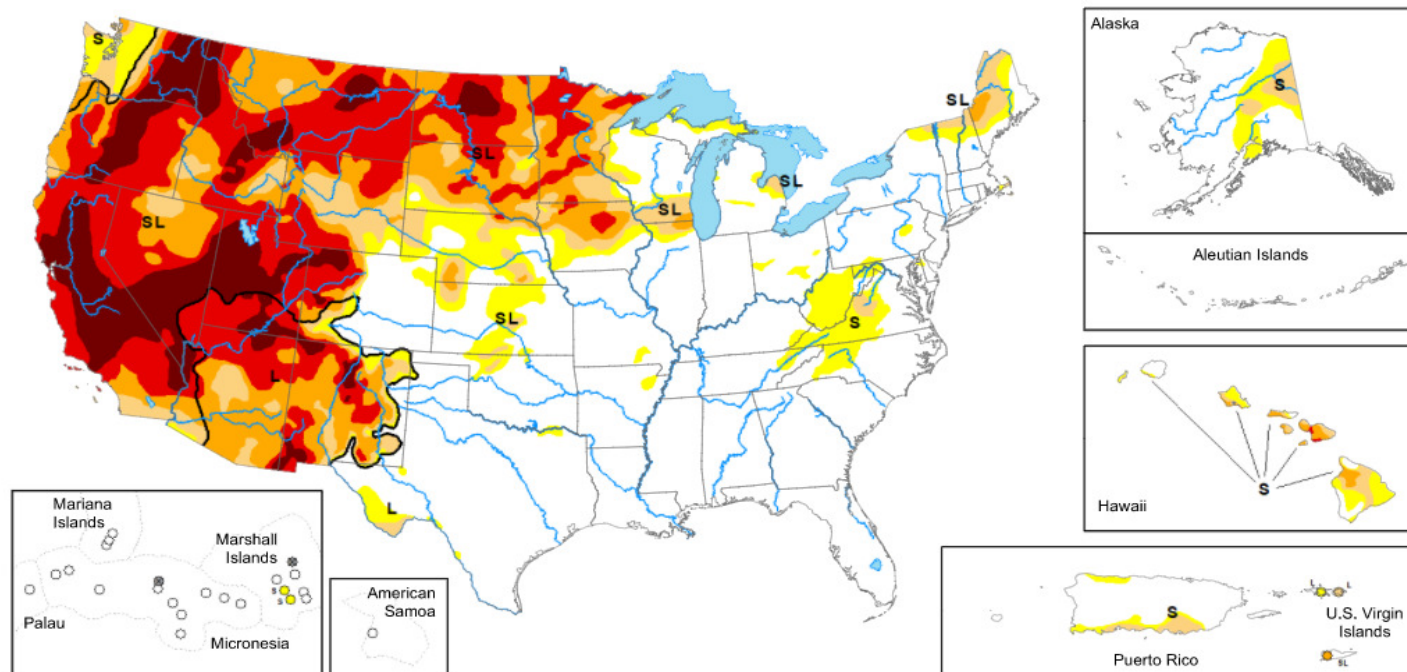 S
SL
SL
SL
SL
SL
SL
S
L
L
Alaska
S
Aleutian Islands
S
Hawaii
Mariana
Islands
Marshall
Islands
S
S
Palau
Micronesia
American
Samoa
S
Puerto Rico
L
L
U.S. Virgin
Islands
SL